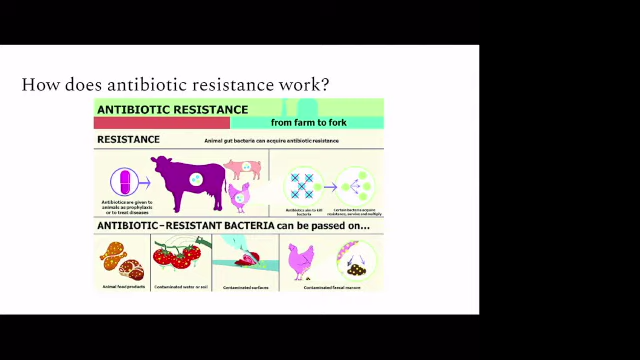 How does antibiotic resistance work?
ANTIBIOTIC RESISTANCE
from farm to fork
RESISTANCE
Animal gut bacteria can acquire antibiotic resistance
Antibiotics are given to
animals as prophylaxis
or to treat diseases
Antibiotics aim to kill
bacteria
Certain bacteria acquire
resistance, survive and multiply
ANTIBIOTIC-RESISTANT BACTERIA can be passed on...
Animal food products
Contaminated water or soil
Contaminated surfaces
Contaminated faecal manure